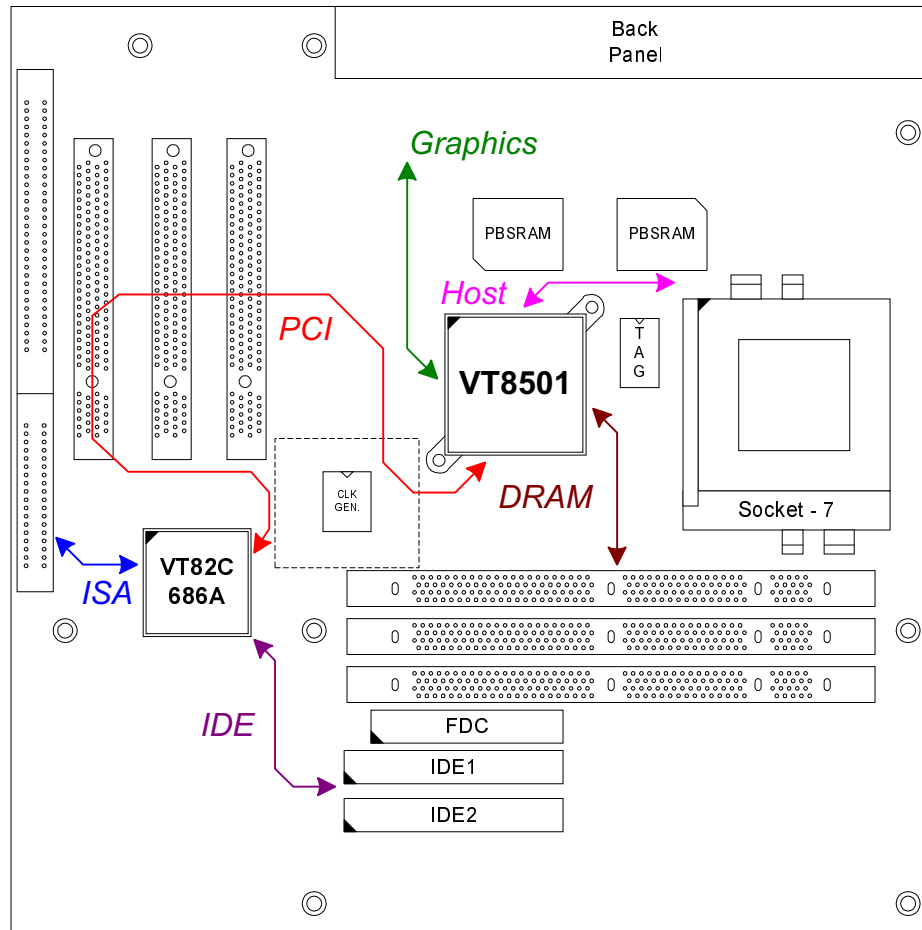 Back
Panel
Graphics
PBSRAM
PBSRAM
Host
PCI
T
A
G
VT8501
CLK
GEN.
DRAM
Socket - 7
VT82C
686A
ISA
IDE
FDC
IDE1
IDE2